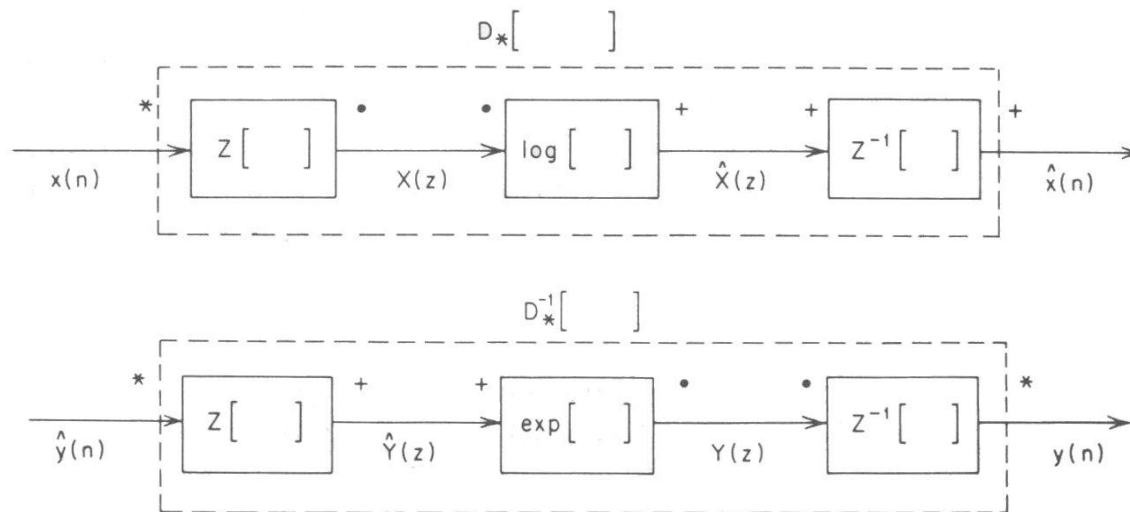 D*[ ]
* • • + + +
Z[ ] log[ ] Z⁻¹[ ]
x(n) X(z) X̂(z) x̂(n)
D*⁻¹[ ]
* + + • • *
Z[ ] exp[ ] Z⁻¹[ ]
ŷ(n) Ŷ(z) Y(z) y(n)